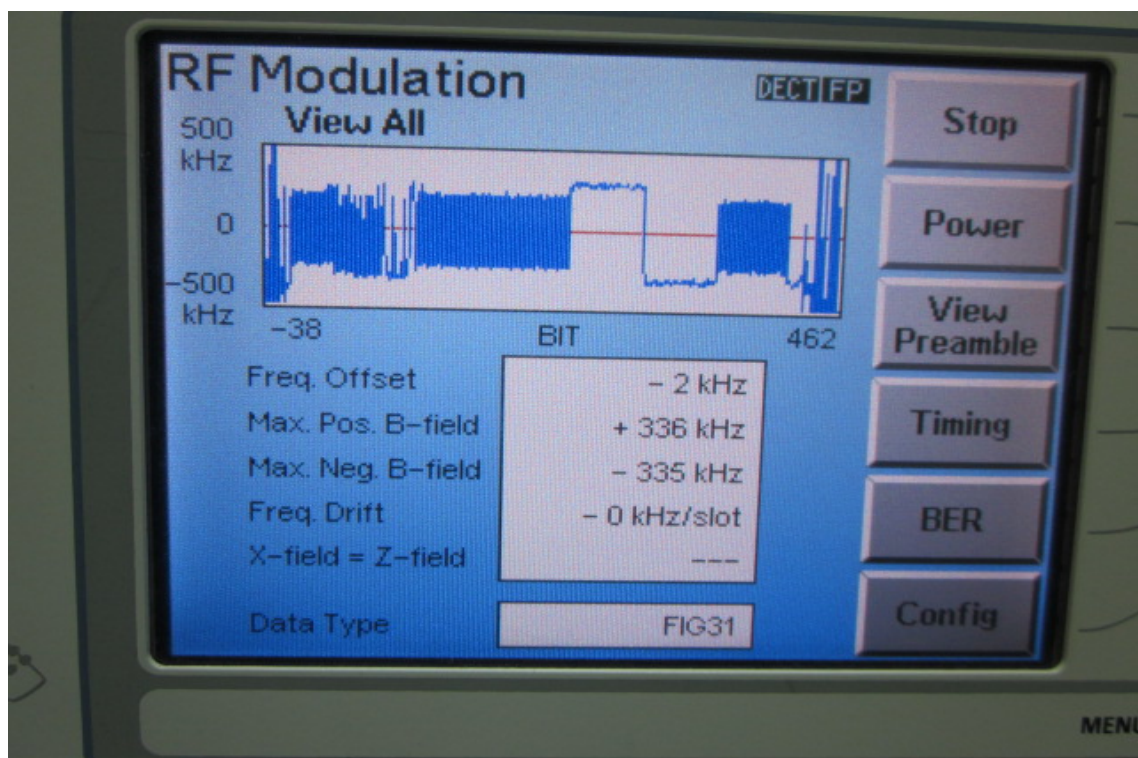 RF Modulation
DECT FP
View All
500
kHz
0
-500
kHz
-38
BIT
462
Freq. Offset
- 2 kHz
Max. Pos. B-field
+ 336 kHz
Max. Neg. B-field
- 335 kHz
Freq. Drift
- 0 kHz/slot
X-field = Z-field
---
Data Type
FIG31
Stop
Power
View
Preamble
Timing
BER
Config